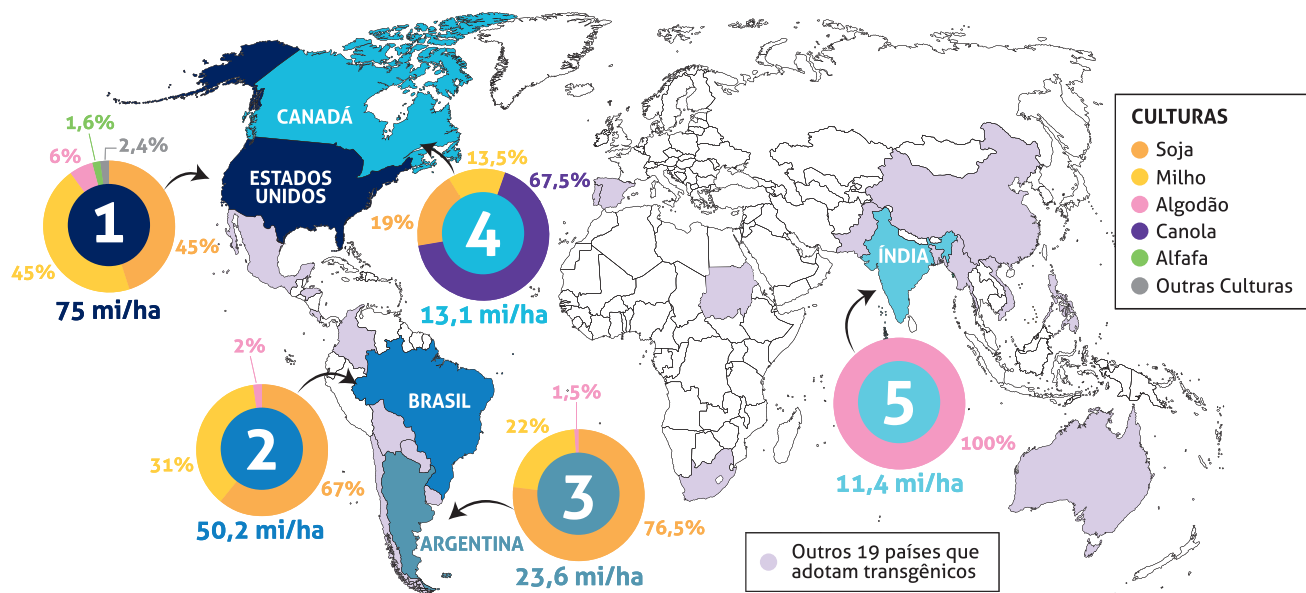 CANADÁ
ESTADOS
UNIDOS
1,6%
6%
2,4%
1
45%
45%
75 mi/ha
13,5%
67,5%
19%
4
13,1 mi/ha
2%
BRASIL
2
31%
67%
50,2 mi/ha
1,5%
22%
3
76,5%
ARGENTINA
23,6 mi/ha
ÍNDIA
5
100%
11,4 mi/ha
CULTURAS
Soja
Milho
Algodão
Canola
Alfafa
Outras Culturas
Outros 19 países que
adotam transgênicos